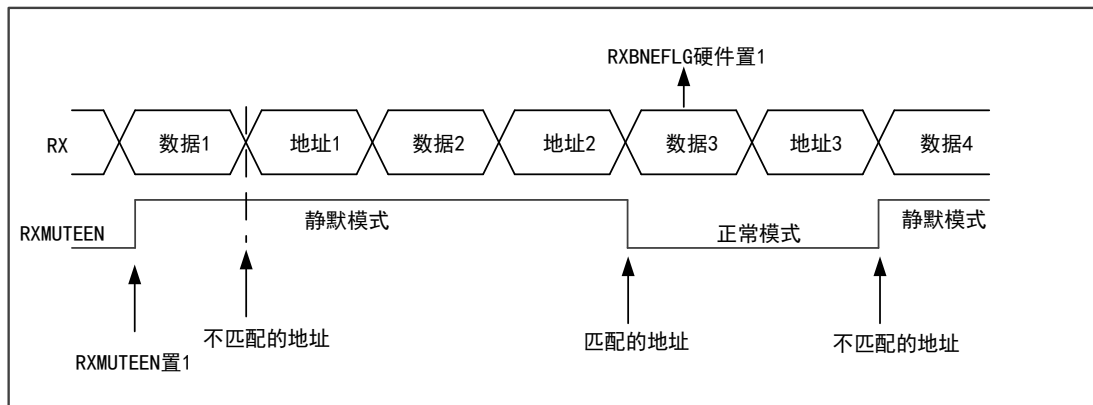 RXBNEFLG硬件置1
RX
数据1
地址1
数据2
地址2
数据3
地址3
数据4
RXMUTEEN
静默模式
正常模式
静默模式
RXMUTEEN置1
不匹配的地址
匹配的地址
不匹配的地址